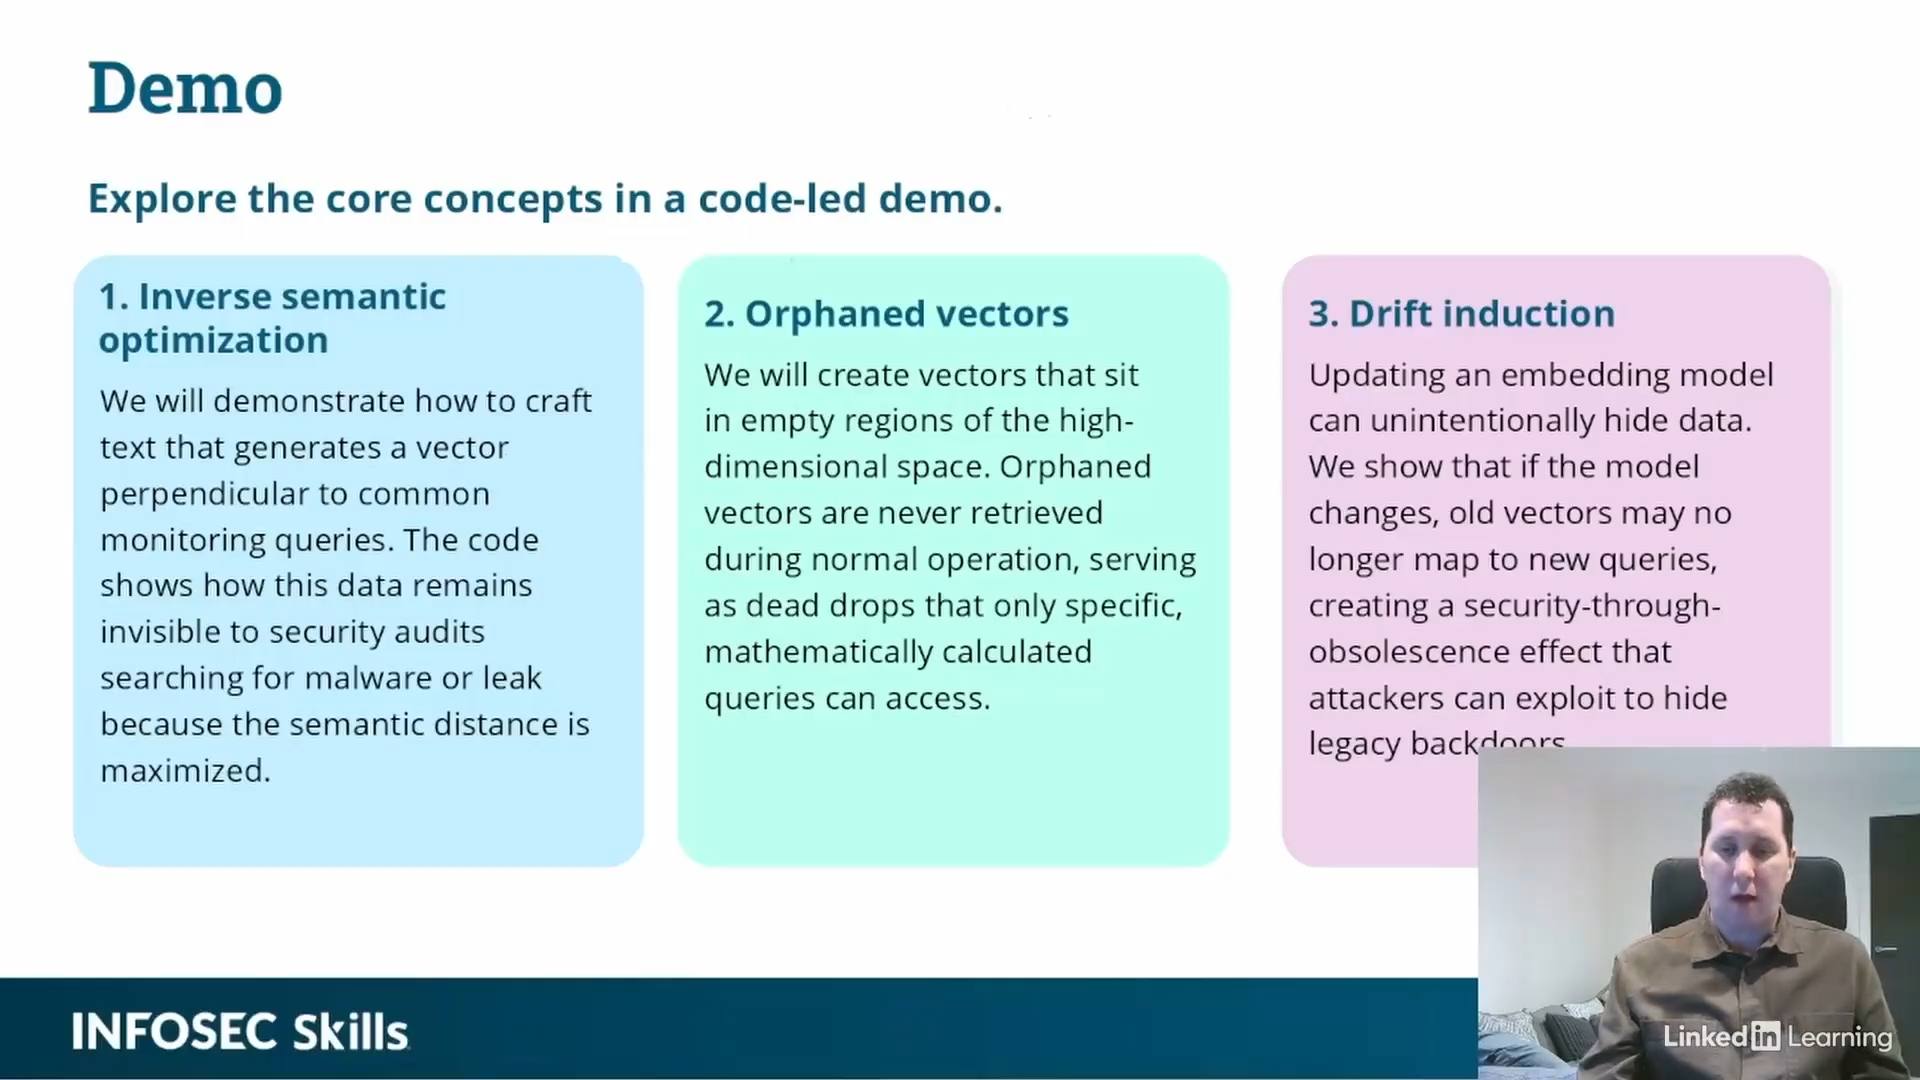 Demo
Explore the core concepts in a code-led demo.
1. Inverse semantic
optimization
We will demonstrate how to craft
text that generates a vector
perpendicular to common
monitoring queries. The code
shows how this data remains
invisible to security audits
searching for malware or leak
because the semantic distance is
maximized.
2. Orphaned vectors
We will create vectors that sit
in empty regions of the high-
dimensional space. Orphaned
vectors are never retrieved
during normal operation, serving
as dead drops that only specific,
mathematically calculated
queries can access.
3. Drift induction
Updating an embedding model
can unintentionally hide data.
We show that if the model
changes, old vectors may no
longer map to new queries,
creating a security-through-
obsolescence effect that
attackers can exploit to hide
legacy backdoors.
INFOSEC Skills
LinkedIn Learning